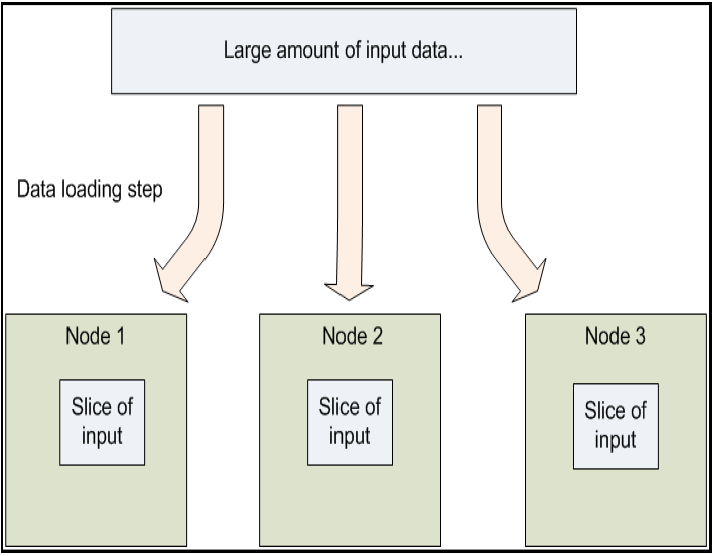 Large amount of input data...
Data loading step
Node 1
Node 2
Node 3
Slice of
input
Slice of
input
Slice of
input